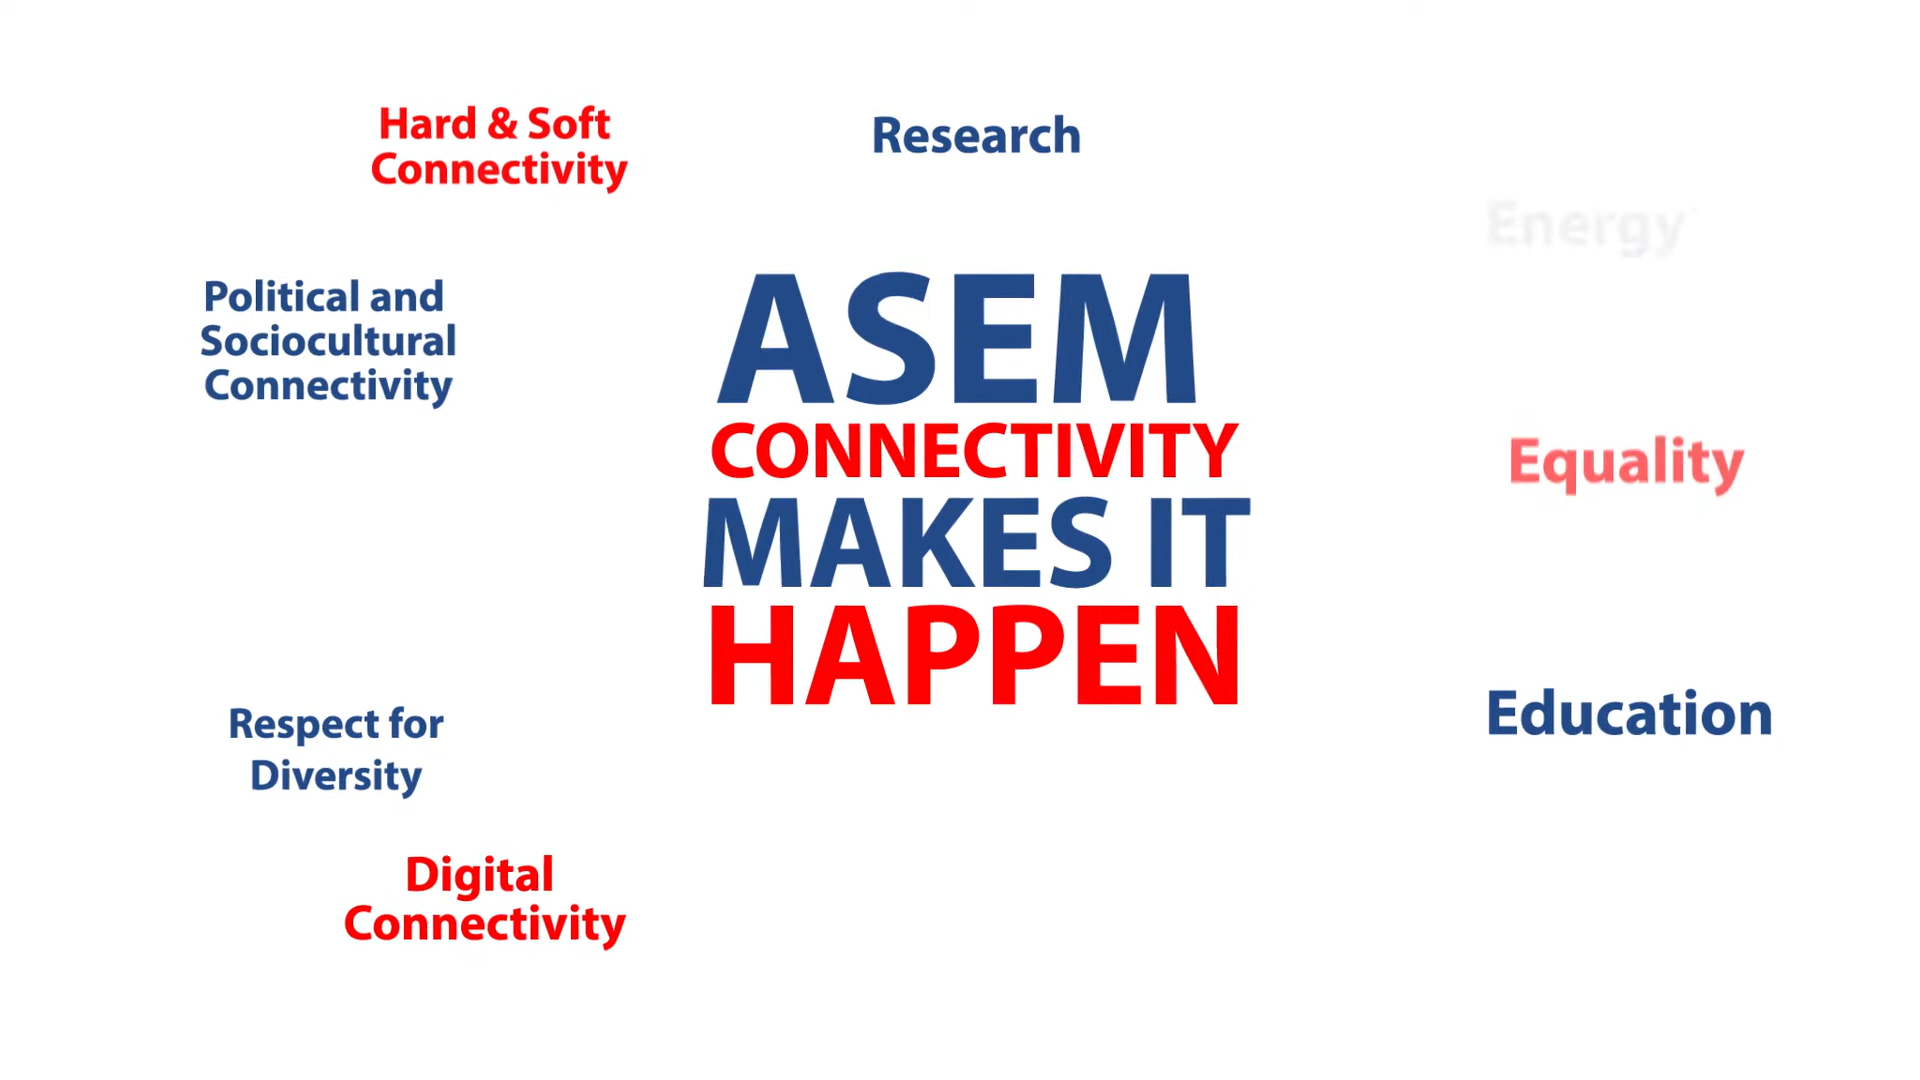 Hard & Soft
Connectivity
Research
Energy
Political and
Sociocultural
Connectivity
ASEM
CONNECTIVITY
MAKES IT
HAPPEN
Equality
Respect for
Diversity
Education
Digital
Connectivity